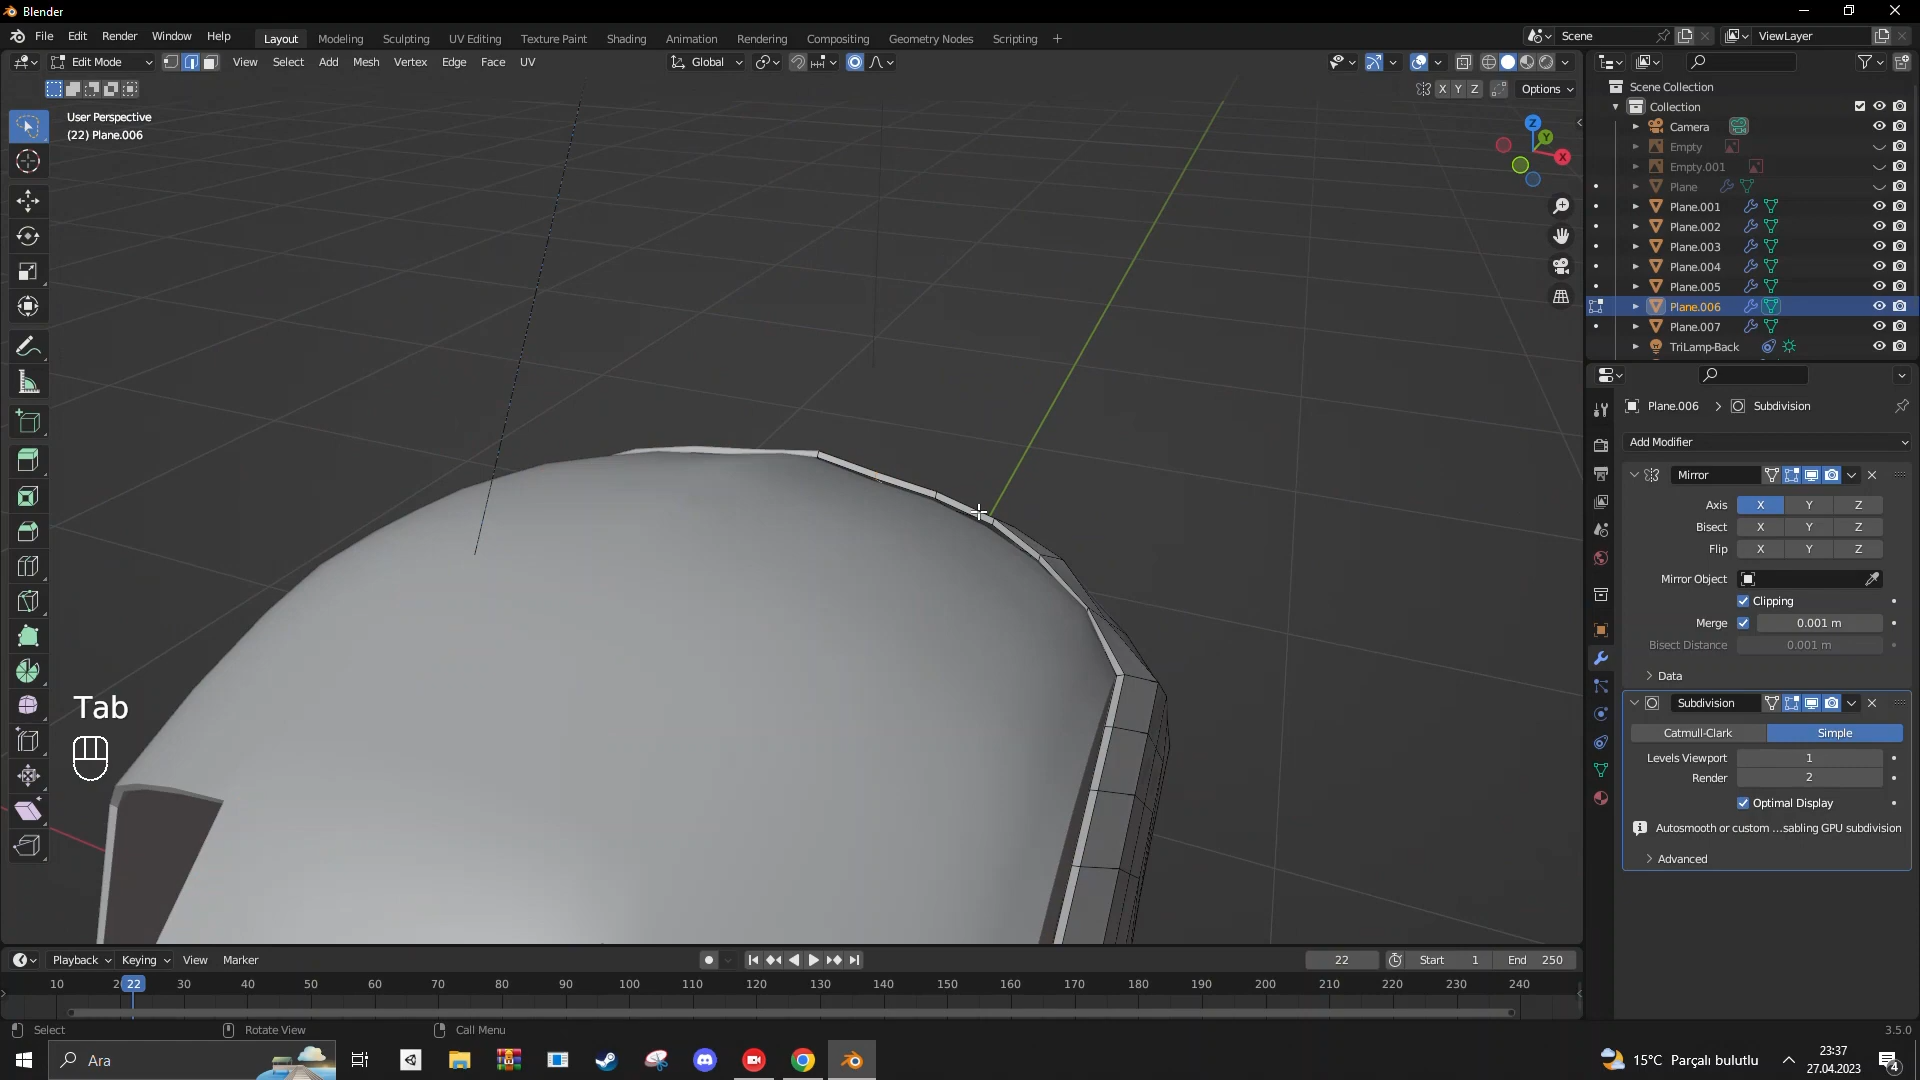 Blender
File Edit Render Window Help
Layout Modeling Sculpting UV Editing Texture Paint Shading Animation Rendering Compositing Geometry Nodes Scripting +
Scene
ViewLayer
Edit Mode
View Select Add Mesh Vertex Edge Face UV
Global
X Y Z
Options
User Perspective
(22) Plane.006
Z
Y
X
Scene Collection
Collection
Camera
Empty
Empty.001
Plane
Plane.001
Plane.002
Plane.003
Plane.004
Plane.005
Plane.006
Plane.007
TriLamp-Back
Plane.006 > Subdivision
Add Modifier
Mirror
Axis X Y Z
Bisect X Y Z
Flip X Y Z
Mirror Object
Clipping
Merge 0.001 m
Bisect Distance 0.001 m
Data
Subdivision
Catmull-Clark Simple
Levels Viewport 1
Render 2
Optimal Display
Autosmooth or custom ...sabling GPU subdivision
Advanced
Tab
Playback Keying View Marker
22
Start 1 End 250
10 2 22 30 40 50 60 70 80 90 100 110 120 130 140 150 160 170 180 190 200 210 220 230 240
Select Rotate View Call Menu
3.5.0
Ara
15°C Parçalı bulutlu
23:37
27.04.2023
4